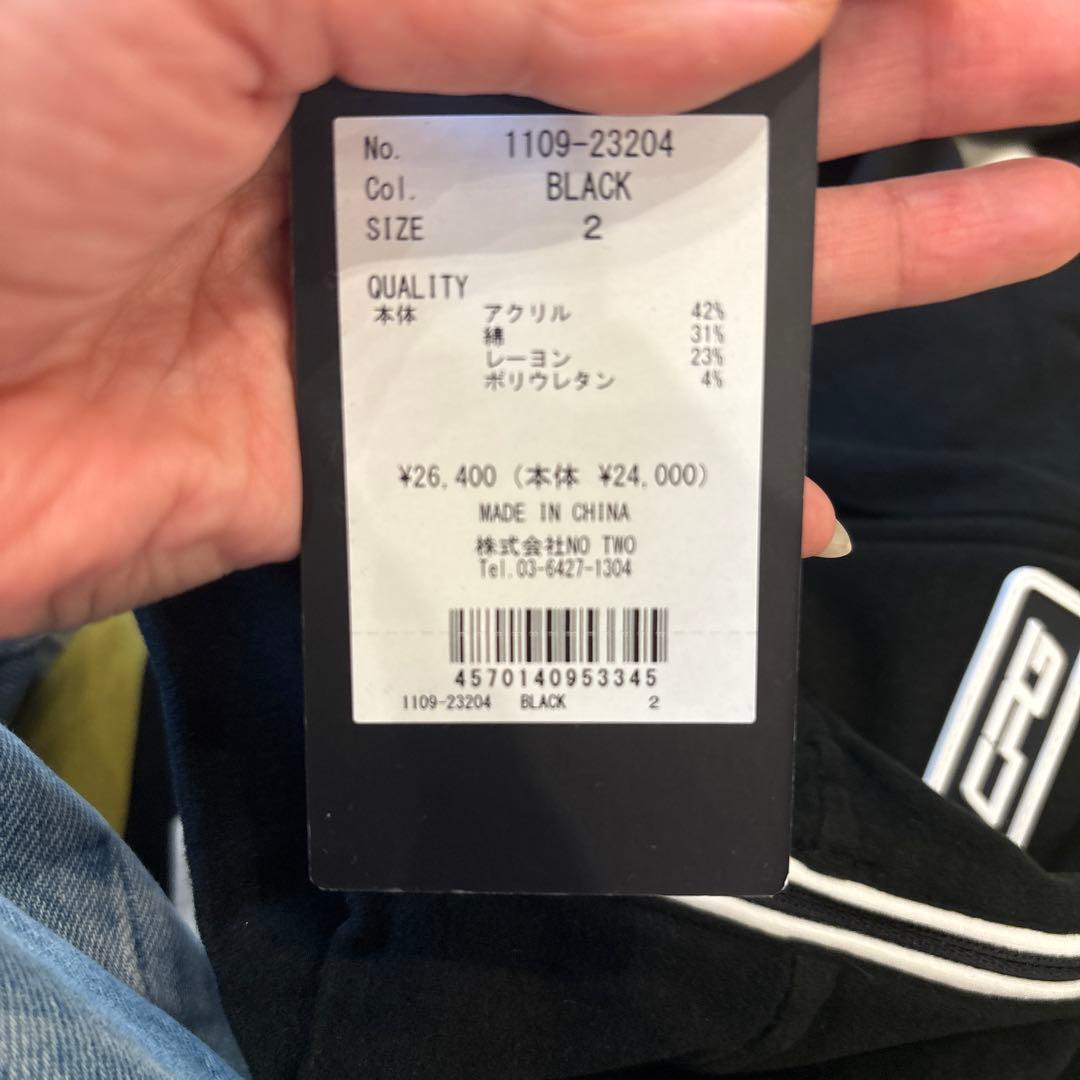 No. 1109-23204
Col. BLACK
SIZE 2
QUALITY
本体 アクリル 42%
綿 31%
レーヨン 23%
ポリウレタン 4%
¥26,400 (本体 ¥24,000)
MADE IN CHINA
株式会社NO TWO
Tel.03-6427-1304
4570140953345
1109-23204 BLACK 2